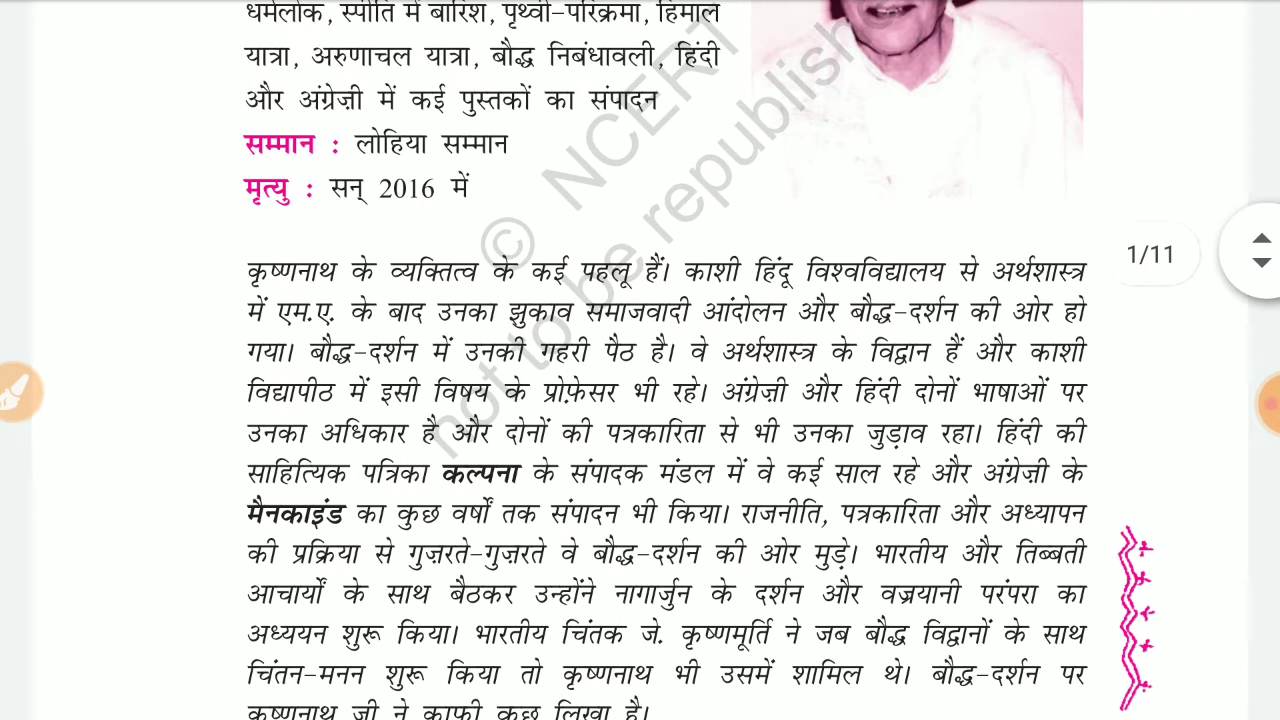 धर्मलोक, स्पीति में बारिश, पृथ्वी-परिक्रमा, हिमाल
यात्रा, अरुणाचल यात्रा, बौद्ध निबंधावली, हिंदी
और अंग्रेज़ी में कई पुस्तकों का संपादन
सम्मान : लोहिया सम्मान
मृत्यु : सन् 2016 में
© NCERT
not to be republish
1/11
कृष्णनाथ के व्यक्तित्व के कई पहलू हैं। काशी हिंदू विश्वविद्यालय से अर्थशास्त्र
में एम.ए. के बाद उनका झुकाव समाजवादी आंदोलन और बौद्ध-दर्शन की ओर हो
गया। बौद्ध-दर्शन में उनकी गहरी पैठ है। वे अर्थशास्त्र के विद्वान हैं और काशी
विद्यापीठ में इसी विषय के प्रोफ़ेसर भी रहे। अंग्रेज़ी और हिंदी दोनों भाषाओं पर
उनका अधिकार है और दोनों की पत्रकारिता से भी उनका जुड़ाव रहा। हिंदी की
साहित्यिक पत्रिका कल्पना के संपादक मंडल में वे कई साल रहे और अंग्रेज़ी के
मैनकाइंड का कुछ वर्षों तक संपादन भी किया। राजनीति, पत्रकारिता और अध्यापन
की प्रक्रिया से गुज़रते-गुज़रते वे बौद्ध-दर्शन की ओर मुड़े। भारतीय और तिब्बती
आचार्यों के साथ बैठकर उन्होंने नागार्जुन के दर्शन और वज्रयानी परंपरा का
अध्ययन शुरू किया। भारतीय चिंतक जे. कृष्णमूर्ति ने जब बौद्ध विद्वानों के साथ
चिंतन-मनन शुरू किया तो कृष्णनाथ भी उसमें शामिल थे। बौद्ध-दर्शन पर
कृष्णनाथ जी ने काफ़ी कुछ लिखा है।